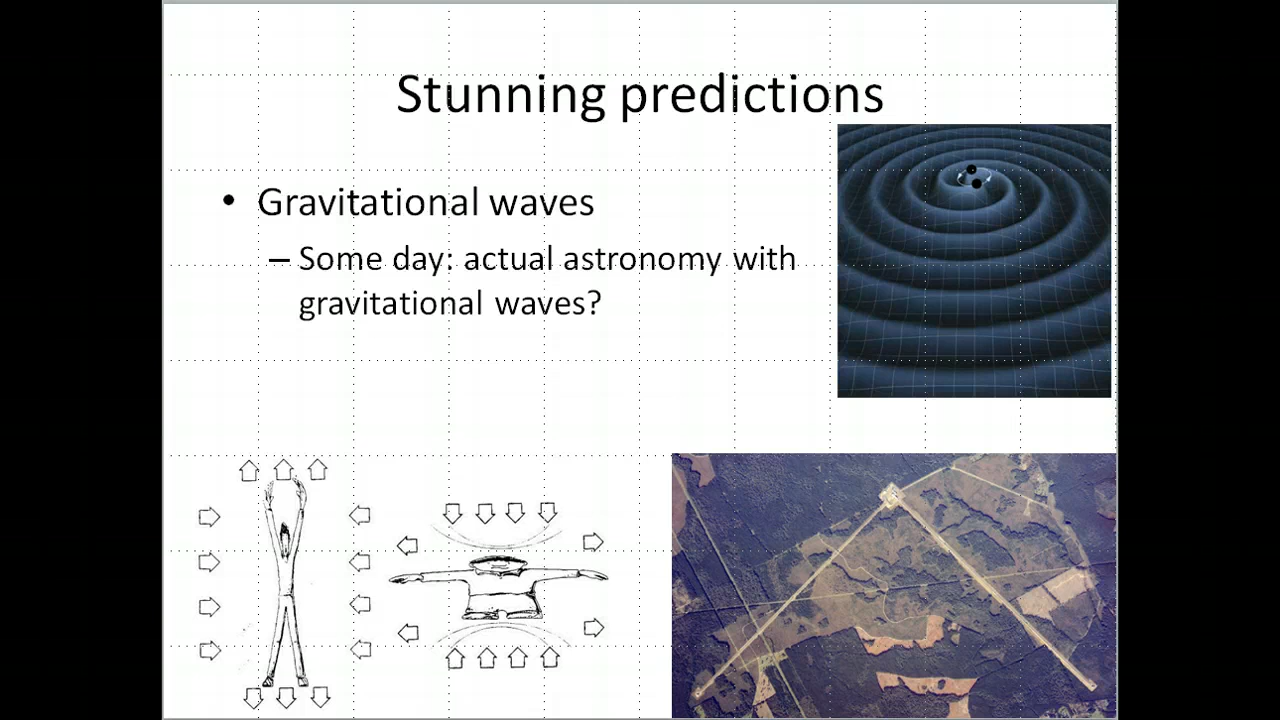 Stunning predictions
• Gravitational waves
– Some day: actual astronomy with
gravitational waves?